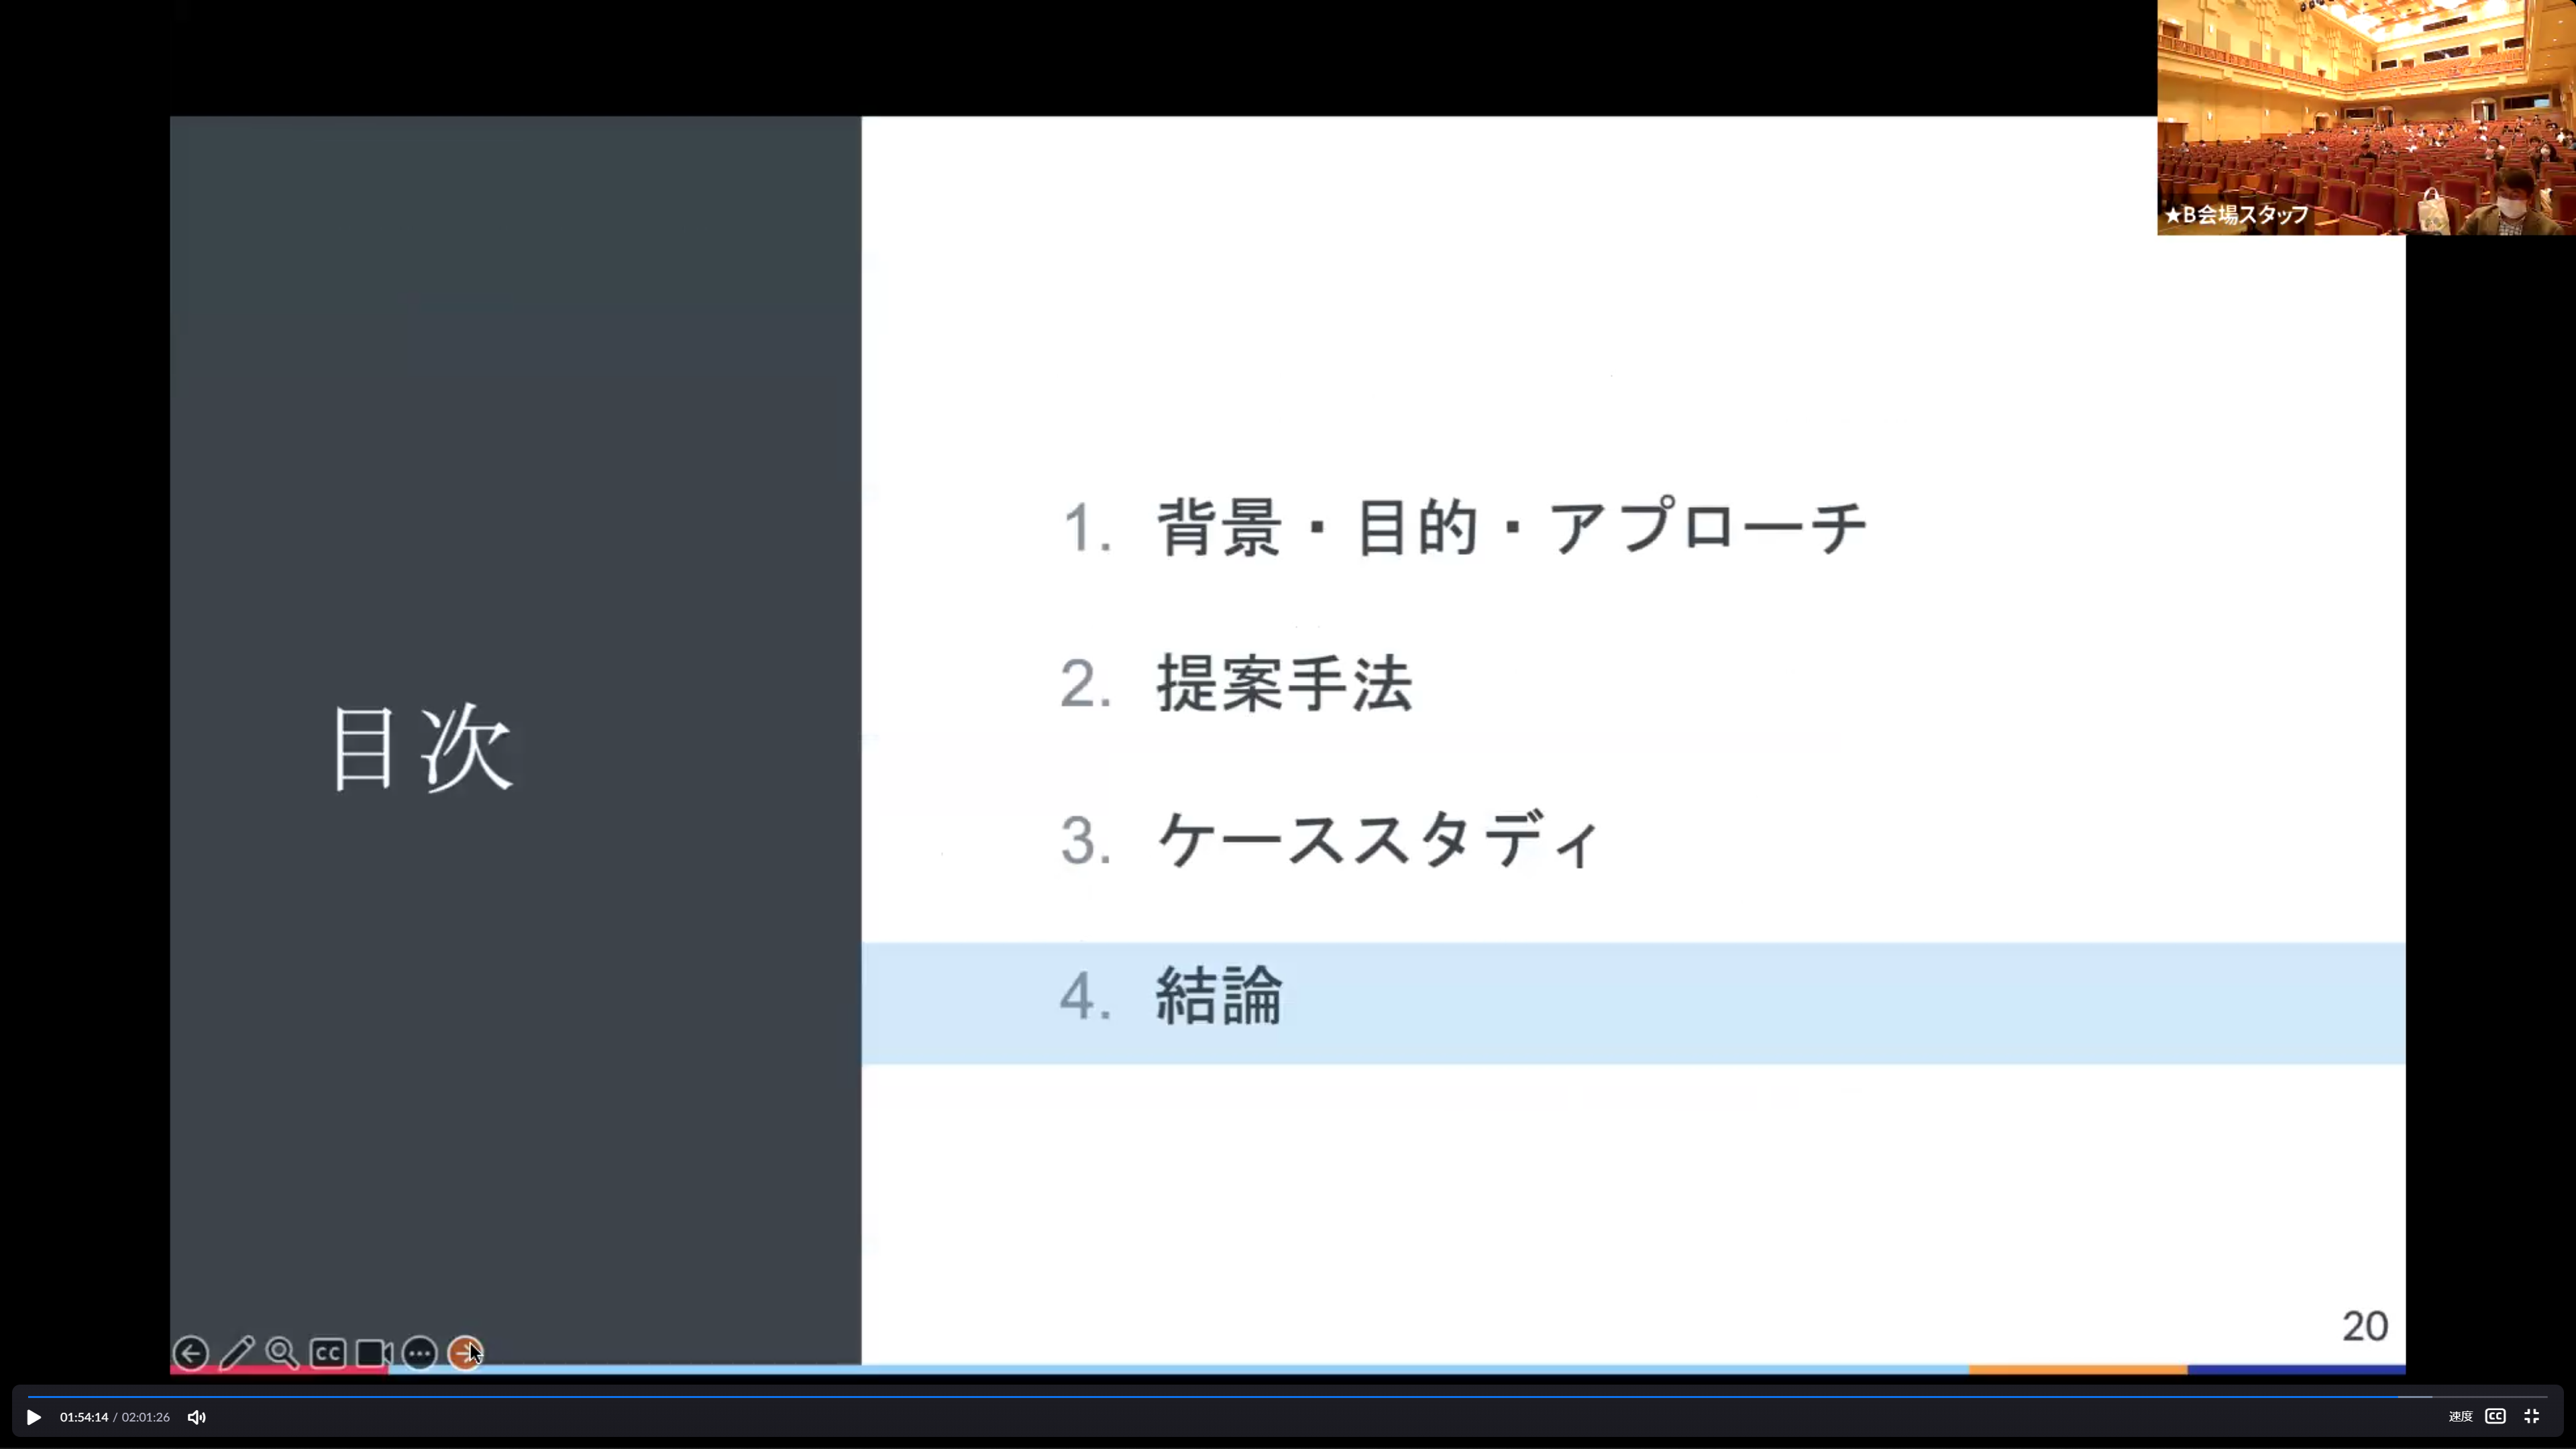 ★B会場スタッフ
目次
1. 背景・目的・アプローチ
2. 提案手法
3. ケーススタディ
4. 結論
20
CC
01:54:14 / 02:01:26
速度 CC